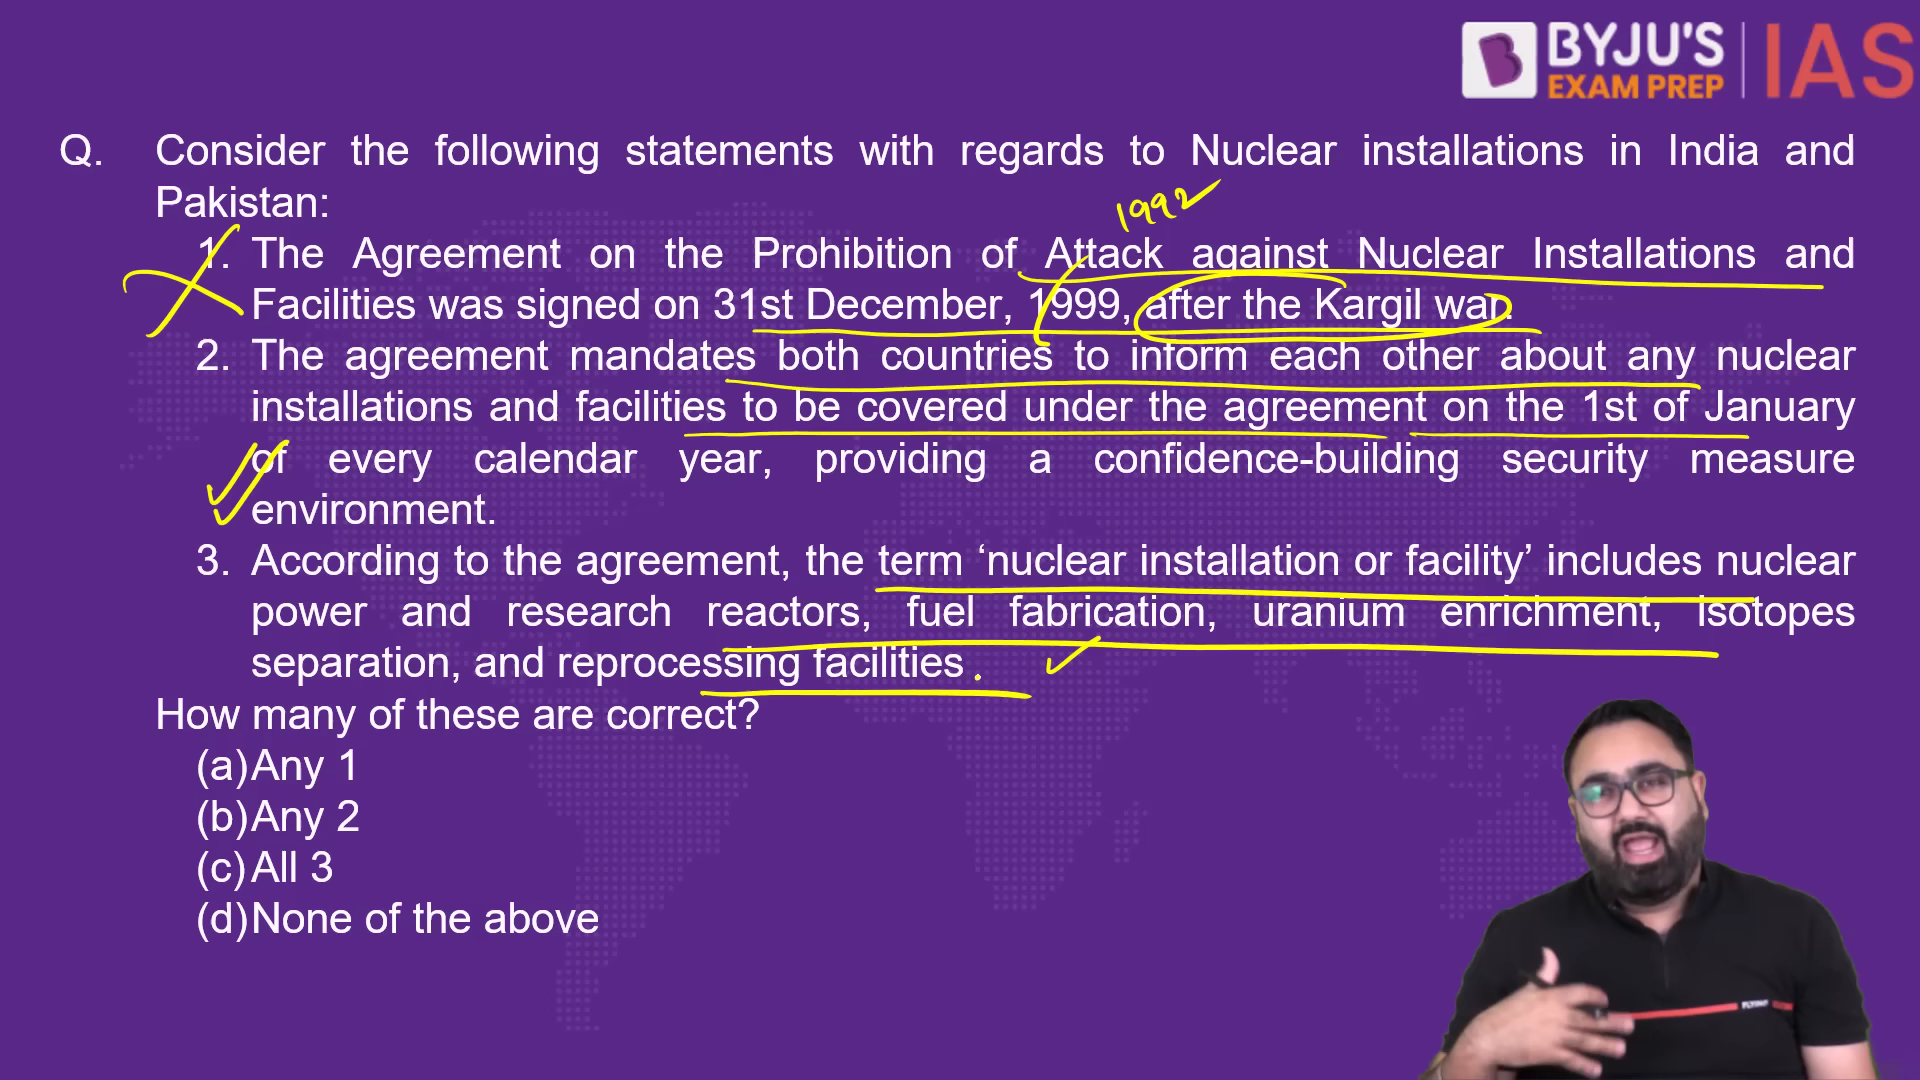 BYJU'S IAS
EXAM PREP
Q. Consider the following statements with regards to Nuclear installations in India and
Pakistan:
1992
1. The Agreement on the Prohibition of Attack against Nuclear Installations and
Facilities was signed on 31st December, 1999, after the Kargil war.
2. The agreement mandates both countries to inform each other about any nuclear
installations and facilities to be covered under the agreement on the 1st of January
of every calendar year, providing a confidence-building security measure
environment.
3. According to the agreement, the term ‘nuclear installation or facility’ includes nuclear
power and research reactors, fuel fabrication, uranium enrichment, isotopes
separation, and reprocessing facilities.
How many of these are correct?
(a) Any 1
(b) Any 2
(c) All 3
(d) None of the above